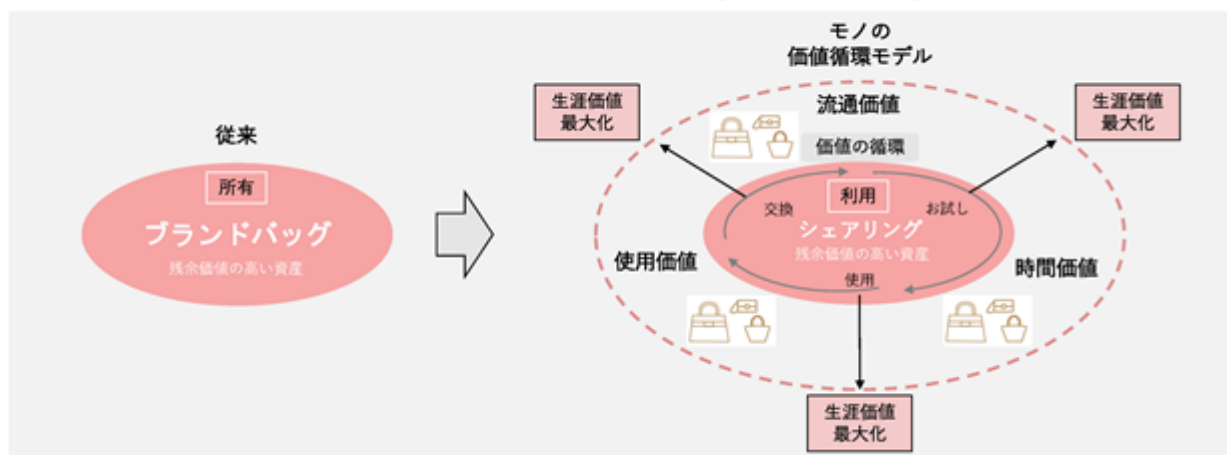 従来
所有
ブランドバッグ
残余価値の高い資産
モノの
価値循環モデル
生涯価値
最大化
流通価値
価値の循環
生涯価値
最大化
利用
交換
お試し
シェアリング
残余価値の高い資産
使用価値
時間価値
使用
生涯価値
最大化